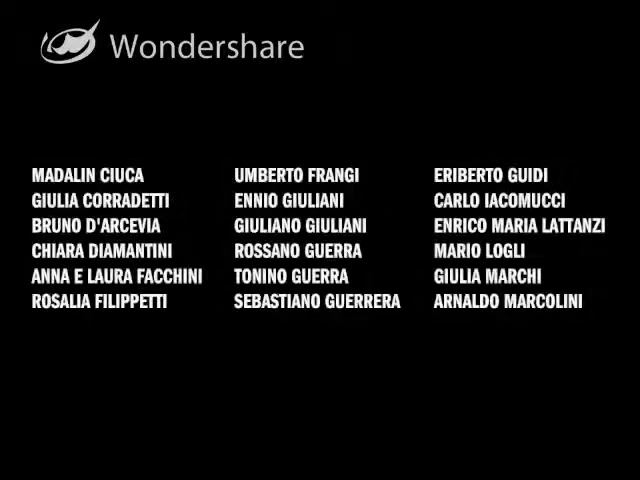 Wondershare
MADALIN CIUCA
GIULIA CORRADETTI
BRUNO D'ARCEVIA
CHIARA DIAMANTINI
ANNA E LAURA FACCHINI
ROSALIA FILIPPETTI
UMBERTO FRANGI
ENNIO GIULIANI
GIULIANO GIULIANI
ROSSANO GUERRA
TONINO GUERRA
SEBASTIANO GUERRERA
ERIBERTO GUIDI
CARLO IACOMUCCI
ENRICO MARIA LATTANZI
MARIO LOGLI
GIULIA MARCHI
ARNALDO MARCOLINI